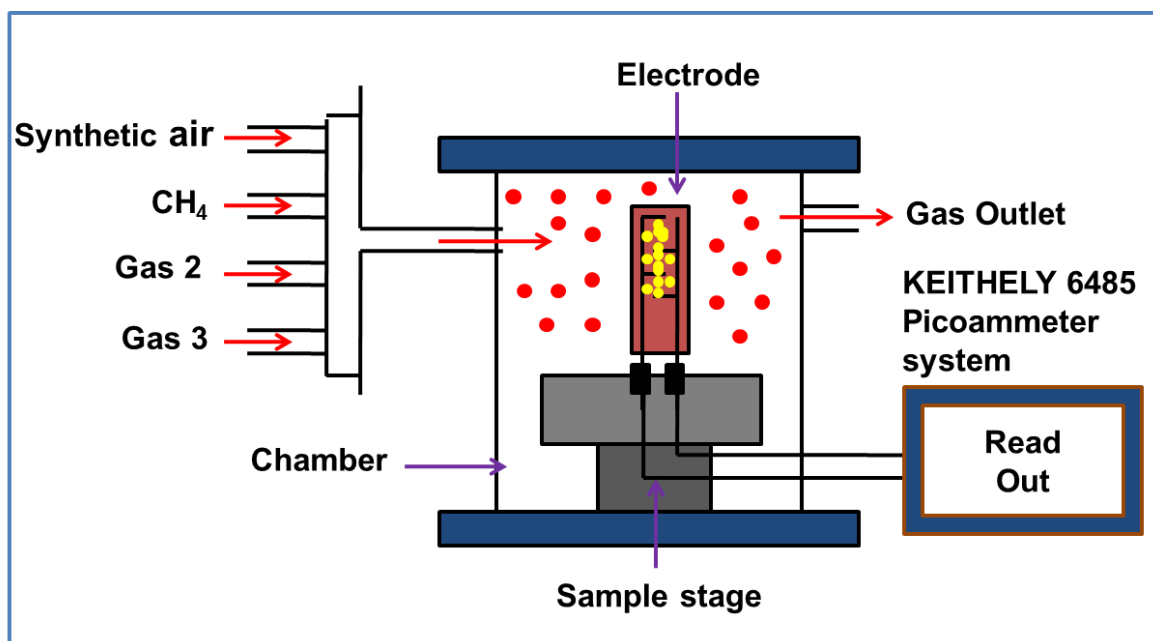 Electrode
Synthetic air
CH₄
Gas 2
Gas 3
Gas Outlet
KEITHELY 6485
Picoammeter
system
Read
Out
Chamber
Sample stage